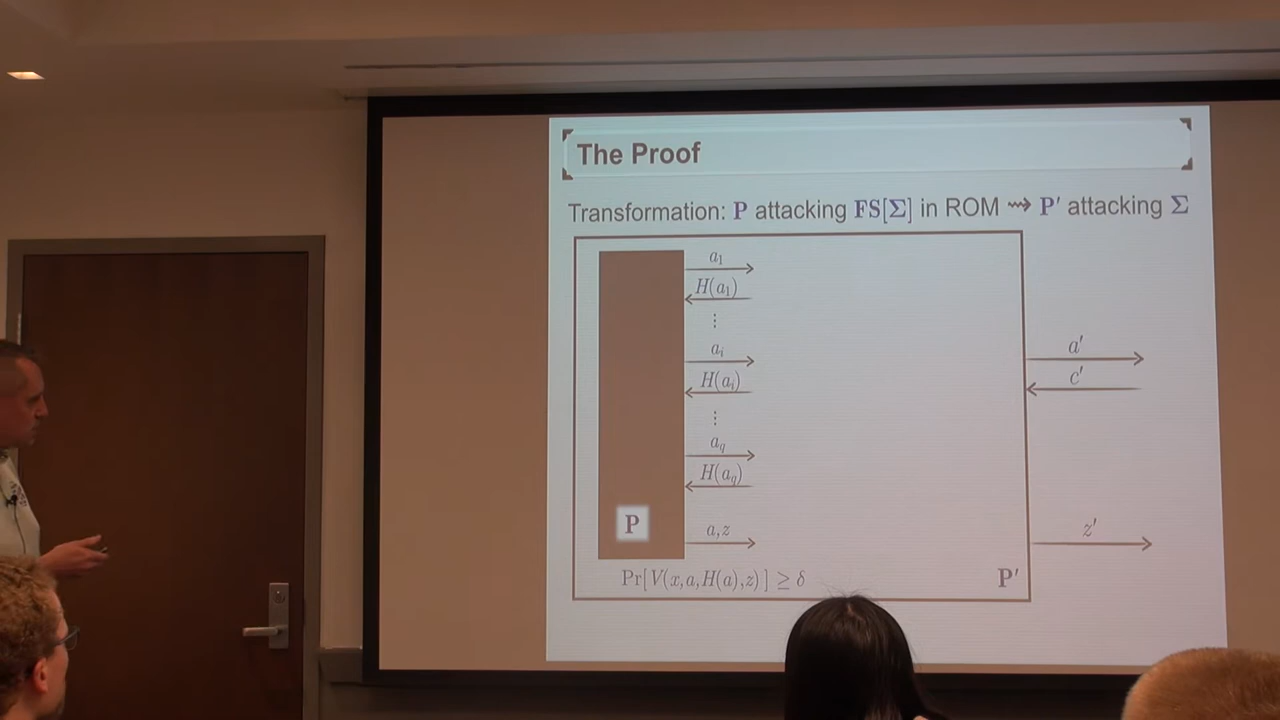 The Proof
Transformation: P attacking FS[Σ] in ROM ⇝ P′ attacking Σ
a₁
H(a₁)
⋮
aᵢ
H(aᵢ)
⋮
a_q
H(a_q)
a,z
P
Pr[V(x,a,H(a),z)] ≥ δ
a′
c′
z′
P′